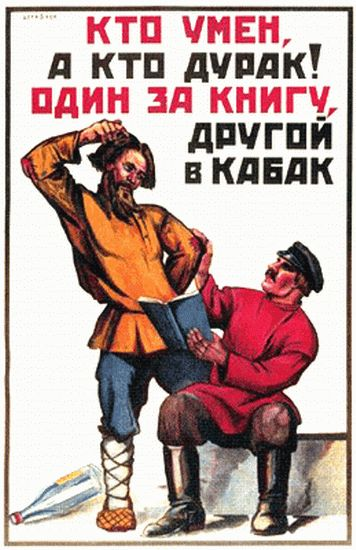 КТО УМЕН,
А КТО ДУРАК!
ОДИН ЗА КНИГУ,
ДРУГОЙ
В КАБАК